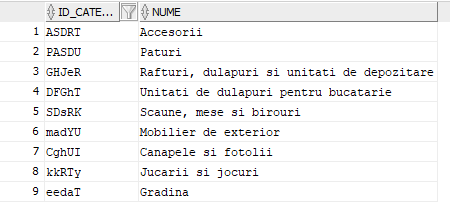 ID_CATE... NUME
1 ASDRT Accesorii
2 PASDU Paturi
3 GHJeR Rafturi, dulapuri si unitati de depozitare
4 DFGhT Unitati de dulapuri pentru bucatarie
5 SDsRK Scaune, mese si birouri
6 madYU Mobilier de exterior
7 CghUI Canapele si fotolii
8 kkRTy Jucarii si jocuri
9 eedaT Gradina